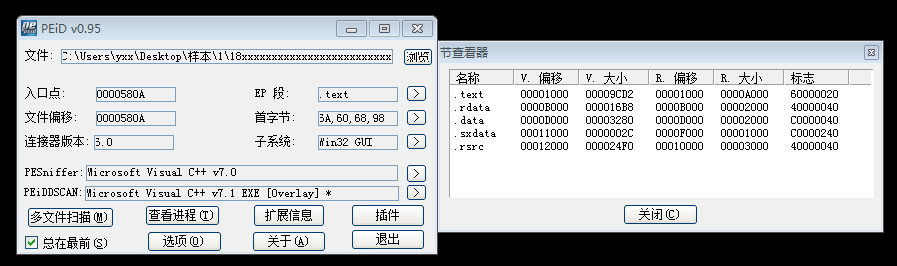 PEiD v0.95
文件: C:\Users\yxx\Desktop\样本\1\18xxxxxxxxxxxxxxxxxxxxxxxxxx 浏览
入口点: 0000580A EP 段: .text >
文件偏移: 0000580A 首字节: 6A,60,68,98 >
连接器版本: 6.0 子系统: Win32 GUI >
PESniffer: Microsoft Visual C++ v7.0 >
PEiDDSCAN: Microsoft Visual C++ v7.1 EXE [Overlay] * >
多文件扫描(M) 查看进程(T) 扩展信息 插件
总在最前(S) 选项(O) 关于(A) 退出
节查看器
名称 V. 偏移 V. 大小 R. 偏移 R. 大小 标志
.text 00001000 00009CD2 00001000 0000A000 60000020
.rdata 0000B000 000016B8 0000B000 00002000 40000040
.data 0000D000 00003280 0000D000 00002000 C0000040
.sxdata 00011000 0000002C 0000F000 00001000 C0000240
.rsrc 00012000 000024F0 00010000 00003000 40000040
关闭(C)